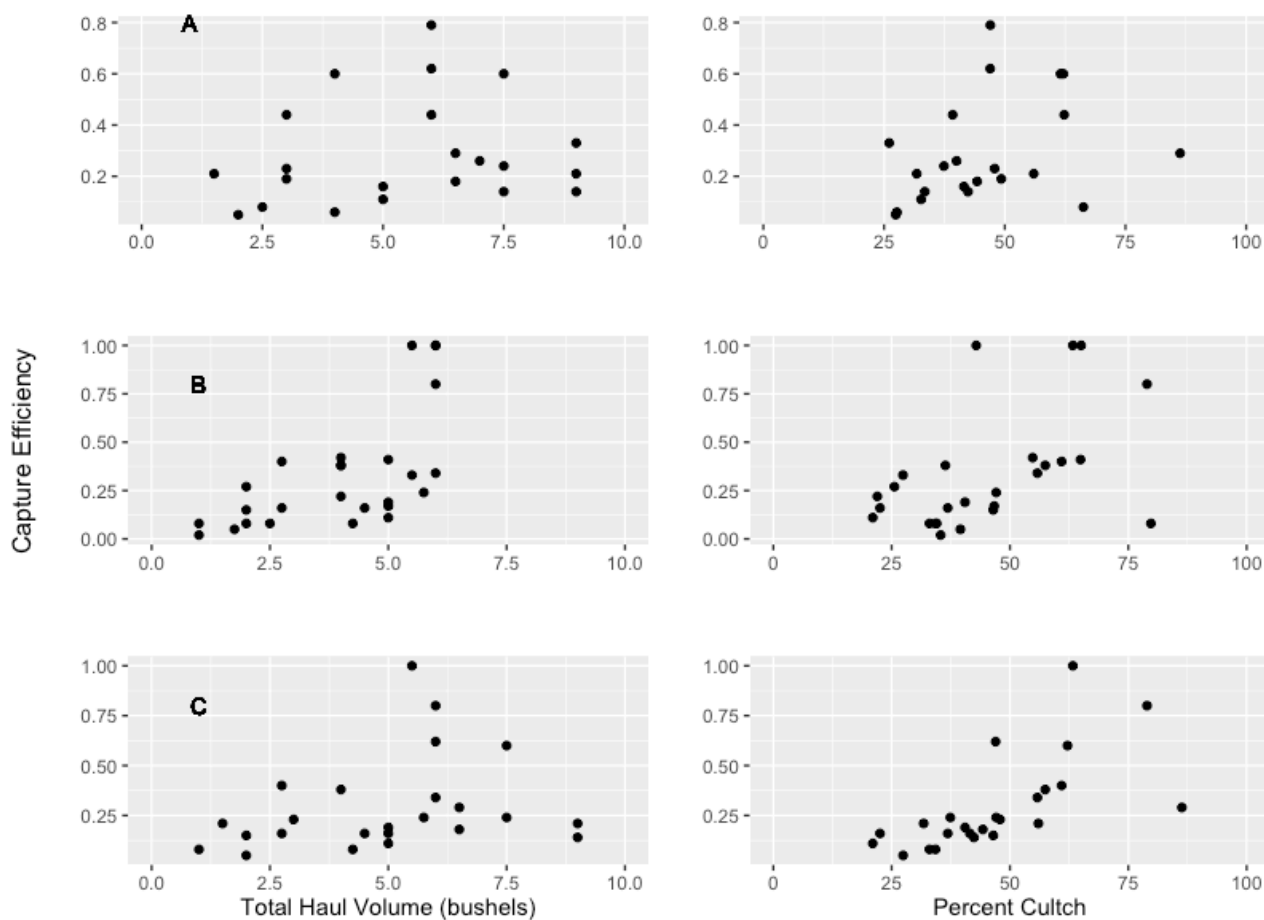 A
0.8
0.6
0.4
0.2
0.0 2.5 5.0 7.5 10.0
0.8
0.6
0.4
0.2
0 25 50 75 100
Capture Efficiency
B
1.00
0.75
0.50
0.25
0.00
0.0 2.5 5.0 7.5 10.0
1.00
0.75
0.50
0.25
0.00
0 25 50 75 100
C
1.00
0.75
0.50
0.25
0.0 2.5 5.0 7.5 10.0
Total Haul Volume (bushels)
1.00
0.75
0.50
0.25
0 25 50 75 100
Percent Cultch